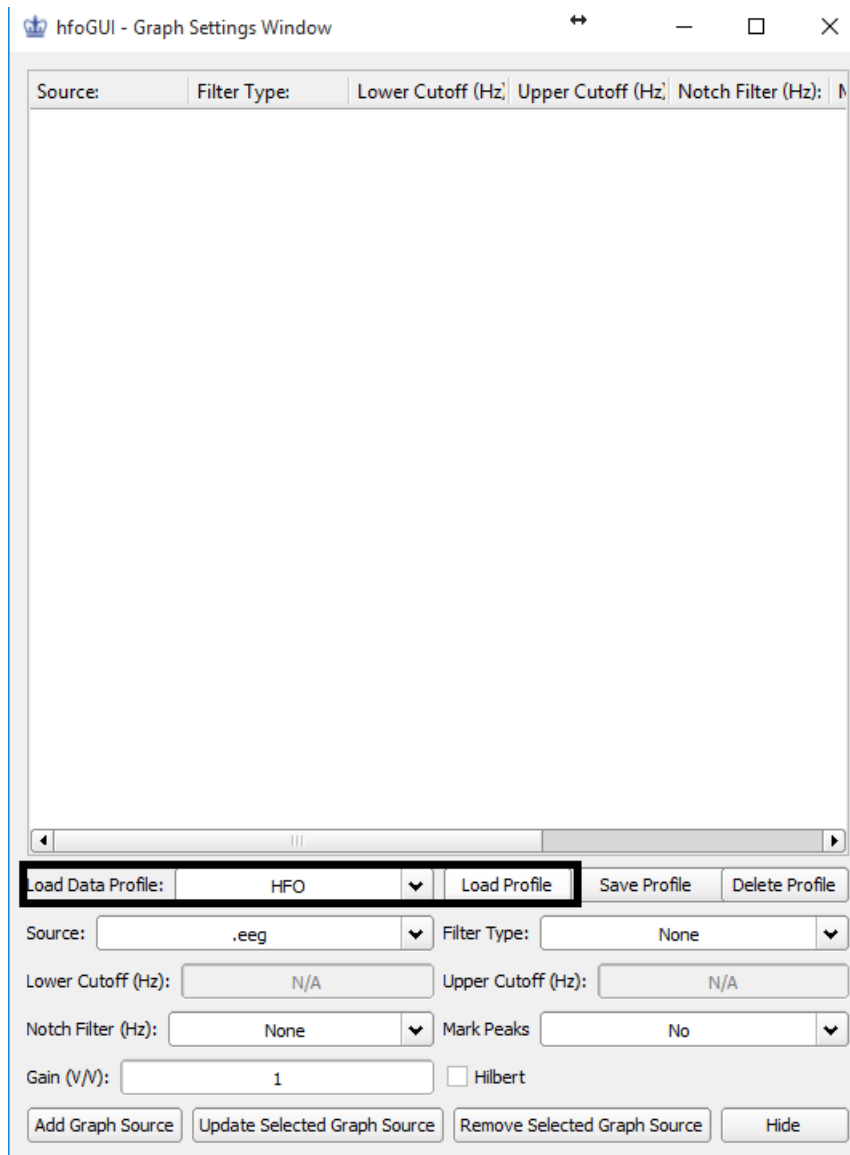 hfoGUI - Graph Settings Window
Source: Filter Type: Lower Cutoff (Hz) Upper Cutoff (Hz) Notch Filter (Hz):
Load Data Profile: HFO Load Profile Save Profile Delete Profile
Source: .eeg Filter Type: None
Lower Cutoff (Hz): N/A Upper Cutoff (Hz): N/A
Notch Filter (Hz): None Mark Peaks No
Gain (V/V): 1 Hilbert
Add Graph Source Update Selected Graph Source Remove Selected Graph Source Hide